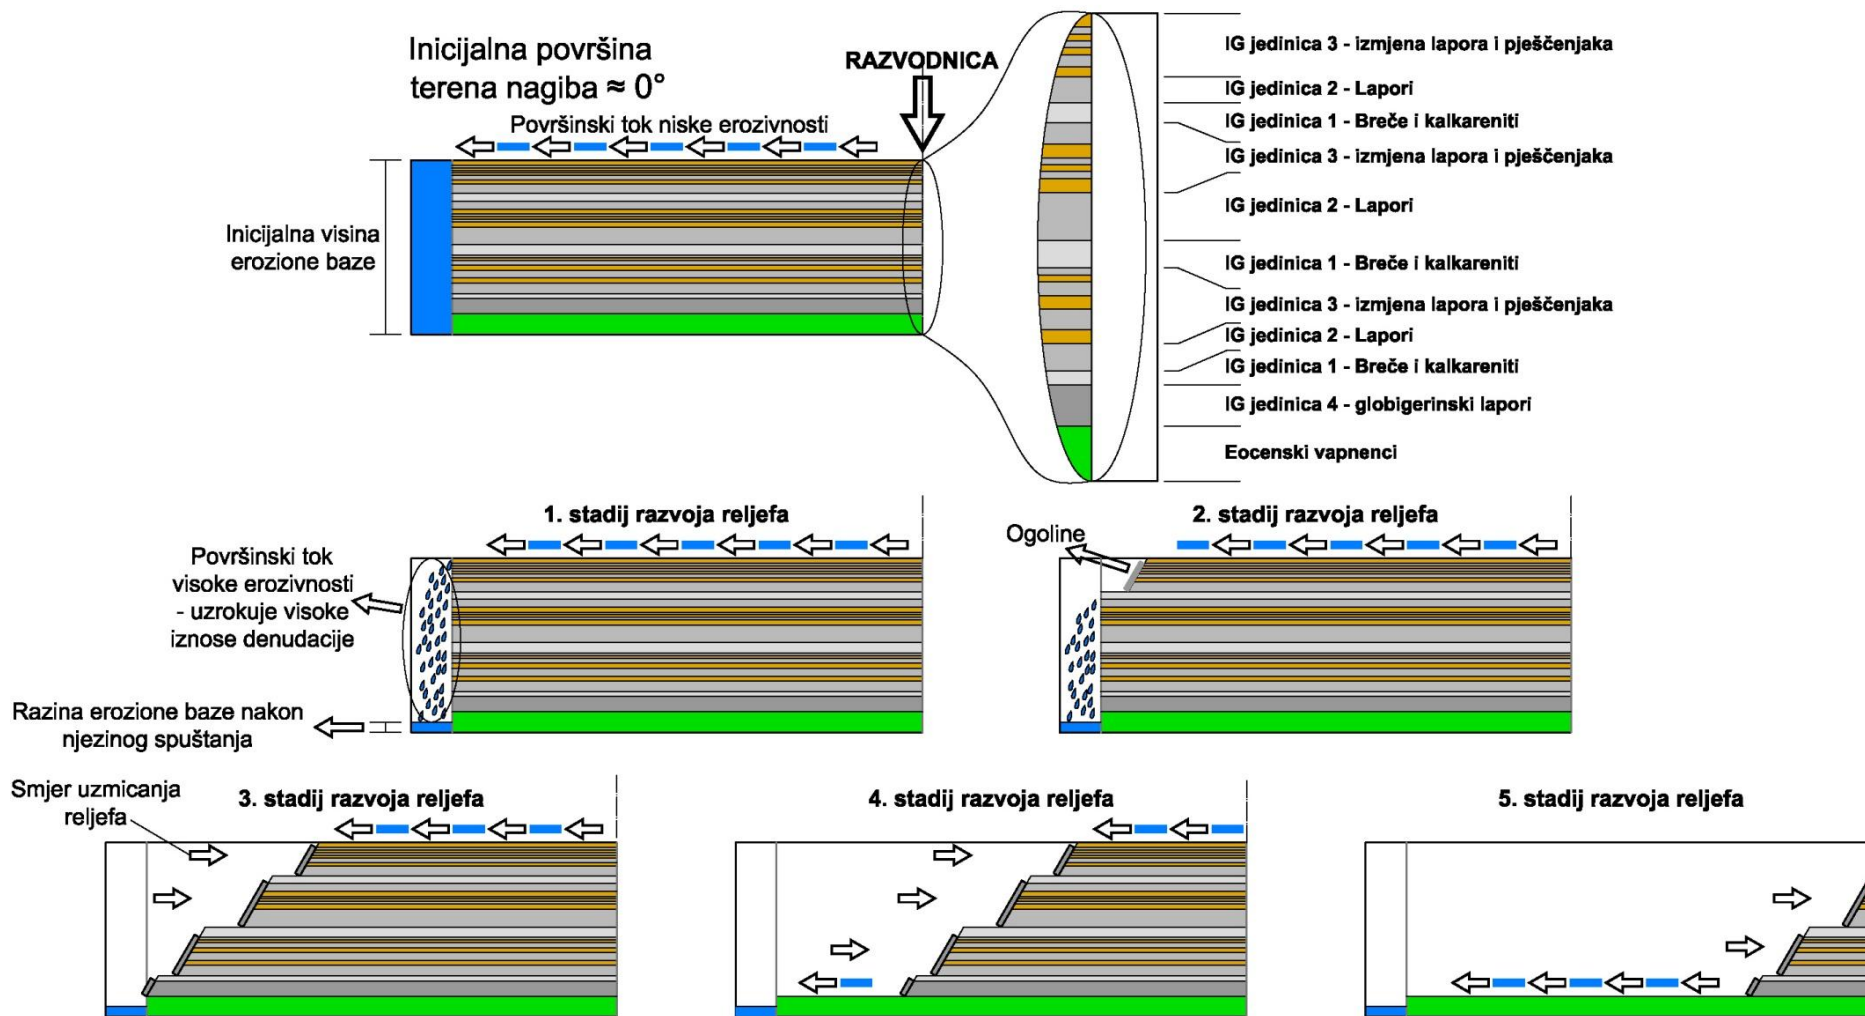 Inicijalna površina
terena nagiba ≈ 0°
RAZVODNICA
Površinski tok niske erozivnosti
Inicijalna visina
erozione baze
IG jedinica 3 - izmjena lapora i pješčenjaka
IG jedinica 2 - Lapori
IG jedinica 1 - Breče i kalkareniti
IG jedinica 3 - izmjena lapora i pješčenjaka
IG jedinica 2 - Lapori
IG jedinica 1 - Breče i kalkareniti
IG jedinica 3 - izmjena lapora i pješčenjaka
IG jedinica 2 - Lapori
IG jedinica 1 - Breče i kalkareniti
IG jedinica 4 - globigerinski lapori
Eocenski vapnenci
1. stadij razvoja reljefa
Površinski tok
visoke erozivnosti
- uzrokuje visoke
iznose denudacije
Razina erozione baze nakon
njezinog spuštanja
2. stadij razvoja reljefa
Ogoline
Smjer uzmicanja
reljefa
3. stadij razvoja reljefa
4. stadij razvoja reljefa
5. stadij razvoja reljefa